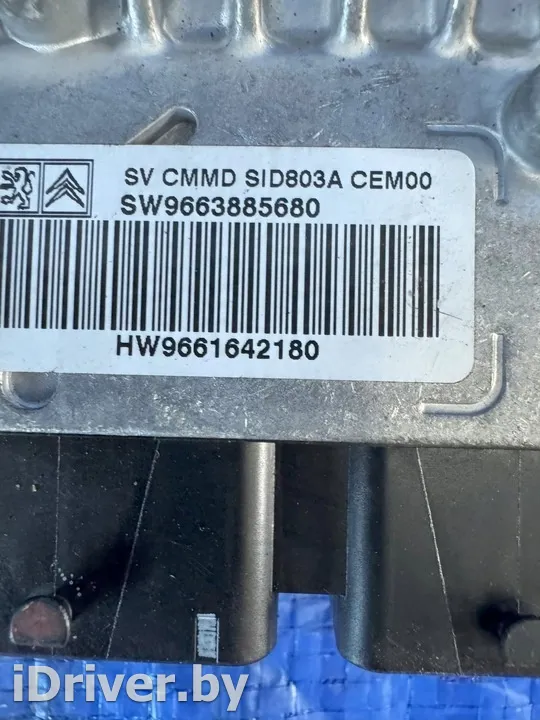 SV CMMD SID803A CEM00
SW9663885680
HW9661642180
iDriver.by